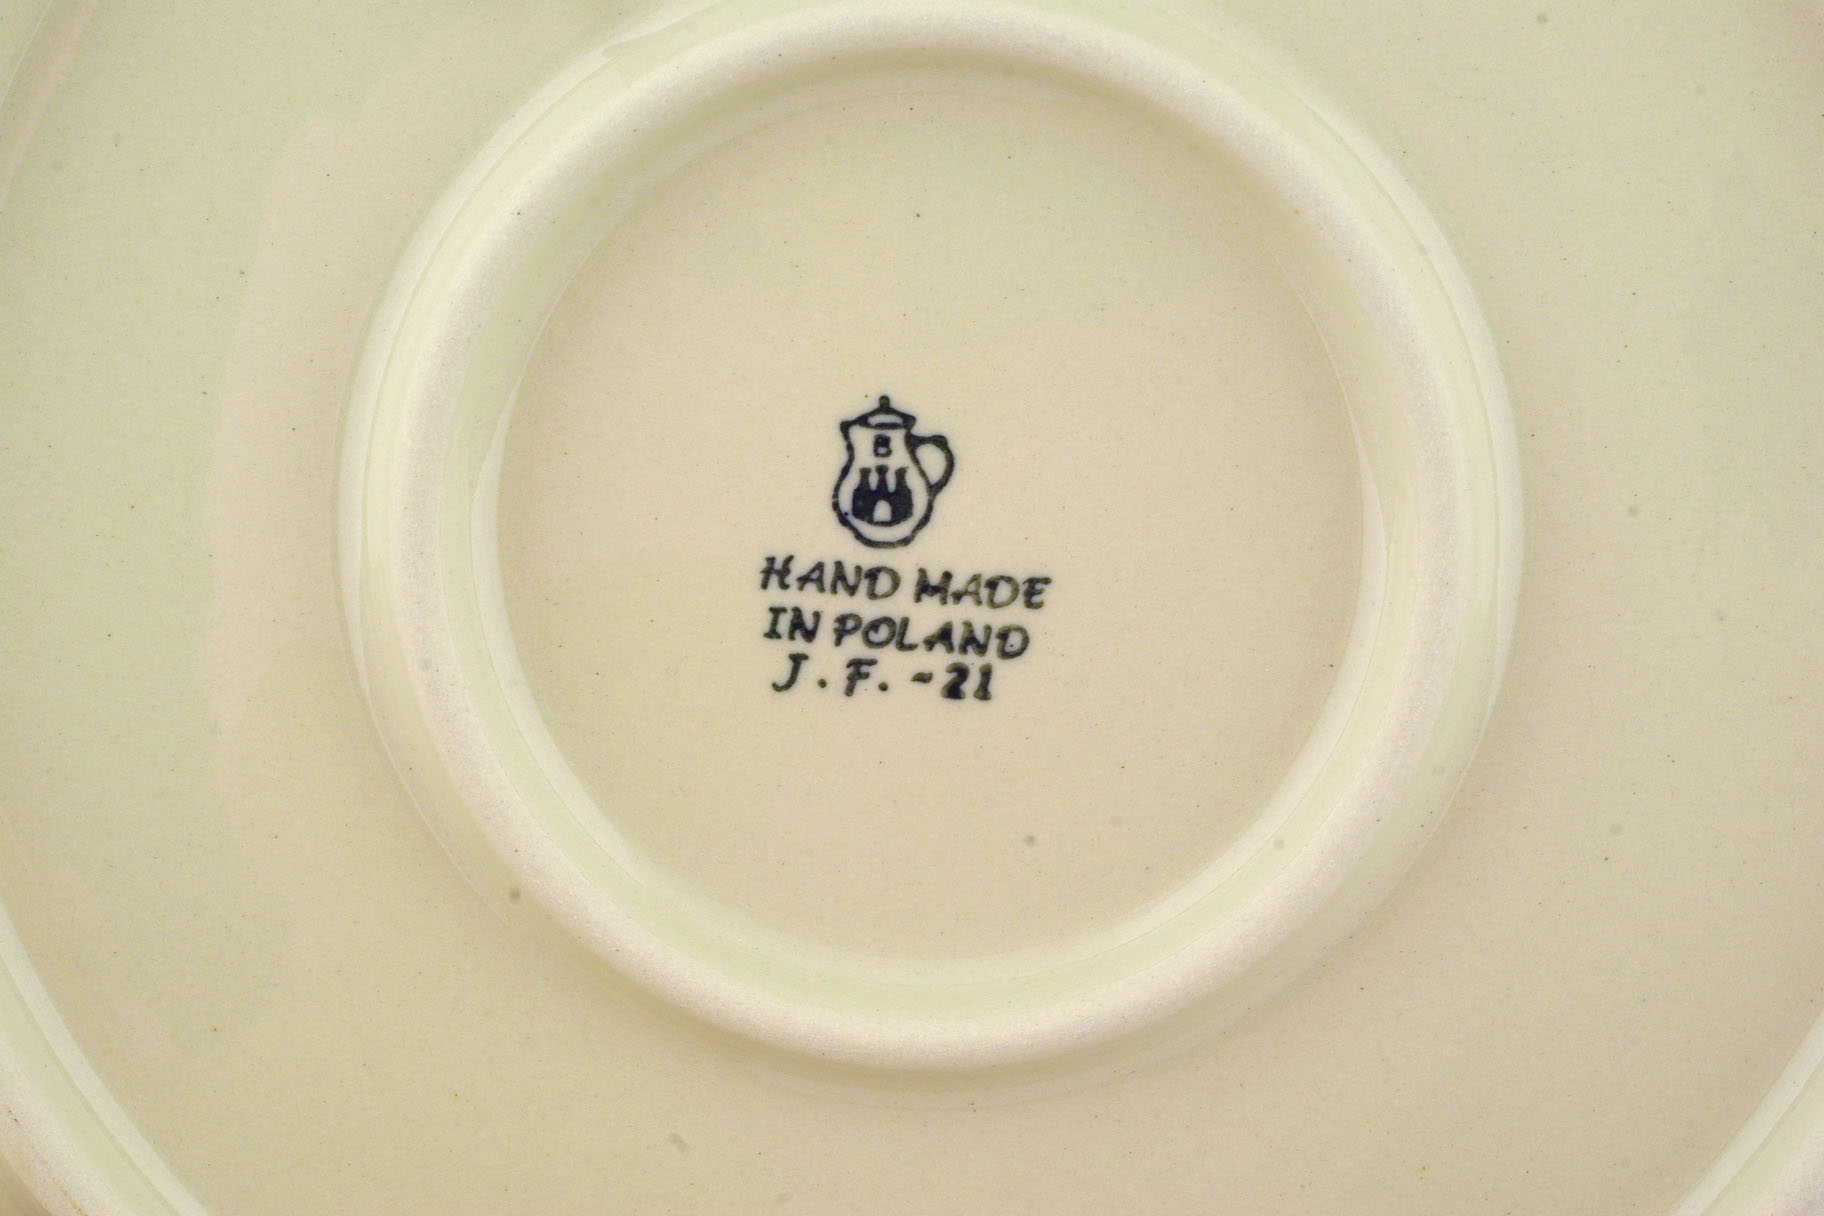 B
HAND MADE
IN POLAND
J.F.-21